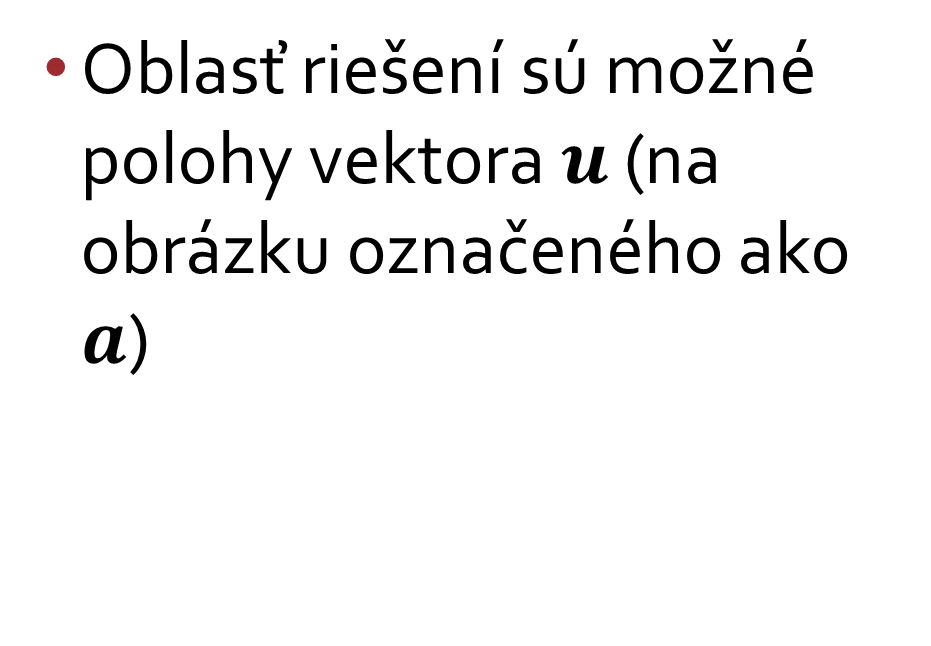 • Oblasť riešení sú možné
polohy vektora u (na
obrázku označeného ako
a)